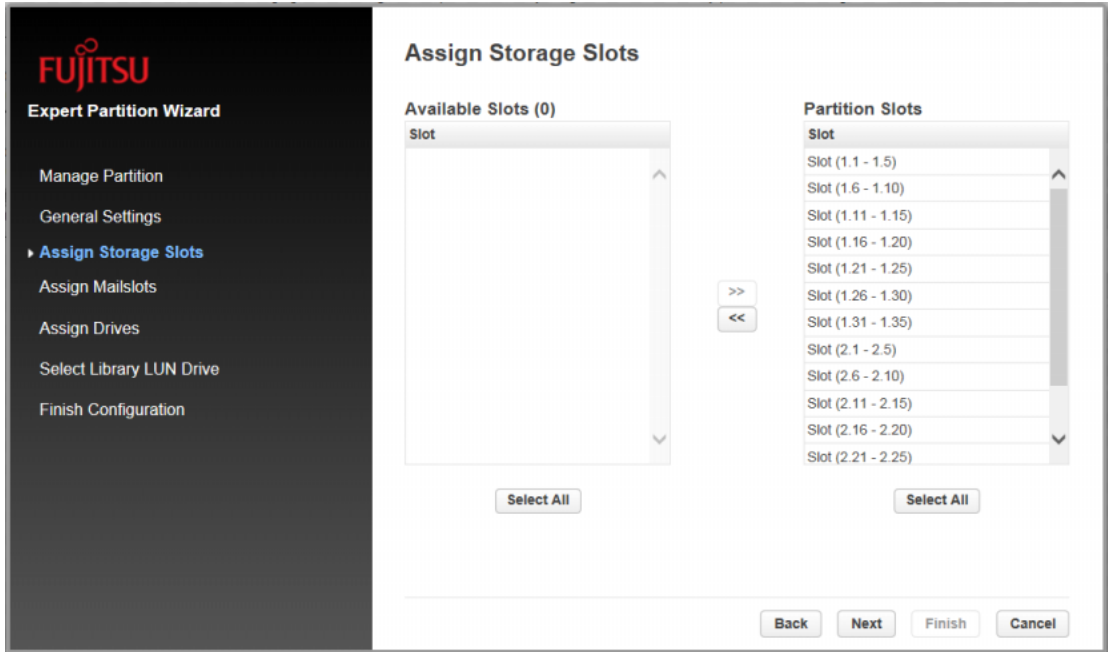 FUJITSU
Expert Partition Wizard
Manage Partition
General Settings
Assign Storage Slots
Assign Mailslots
Assign Drives
Select Library LUN Drive
Finish Configuration
Assign Storage Slots
Available Slots (0)
Slot
Select All
>>
<<
Partition Slots
Slot
Slot (1.1 - 1.5)
Slot (1.6 - 1.10)
Slot (1.11 - 1.15)
Slot (1.16 - 1.20)
Slot (1.21 - 1.25)
Slot (1.26 - 1.30)
Slot (1.31 - 1.35)
Slot (2.1 - 2.5)
Slot (2.6 - 2.10)
Slot (2.11 - 2.15)
Slot (2.16 - 2.20)
Slot (2.21 - 2.25)
Select All
Back Next Finish Cancel